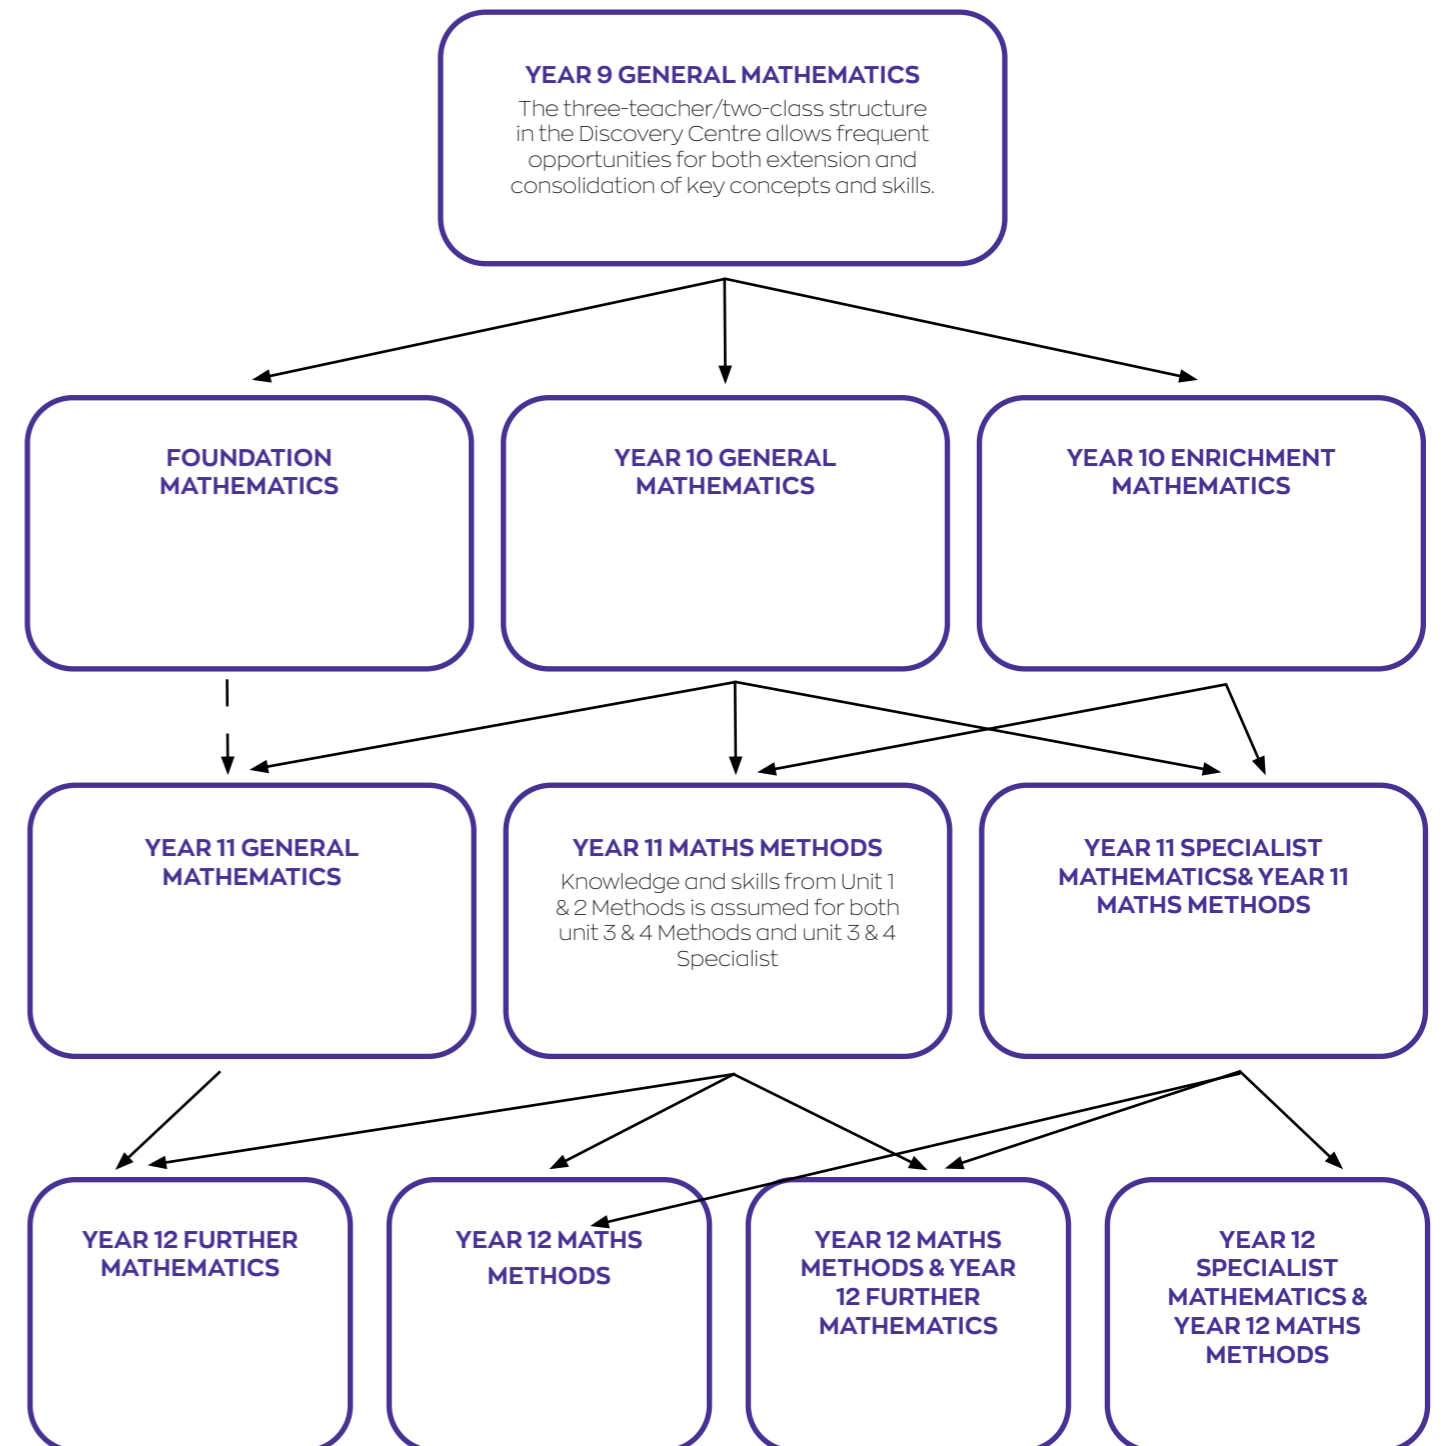 YEAR 9 GENERAL MATHEMATICS
The three-teacher/two-class structure
in the Discovery Centre allows frequent
opportunities for both extension and
consolidation of key concepts and skills.
FOUNDATION
MATHEMATICS
YEAR 10 GENERAL
MATHEMATICS
YEAR 10 ENRICHMENT
MATHEMATICS
YEAR 11 GENERAL
MATHEMATICS
YEAR 11 MATHS METHODS
Knowledge and skills from Unit 1
& 2 Methods is assumed for both
unit 3 & 4 Methods and unit 3 & 4
Specialist
YEAR 11 SPECIALIST
MATHEMATICS& YEAR 11
MATHS METHODS
YEAR 12 FURTHER
MATHEMATICS
YEAR 12 MATHS
METHODS
YEAR 12 MATHS
METHODS & YEAR
12 FURTHER
MATHEMATICS
YEAR 12
SPECIALIST
MATHEMATICS &
YEAR 12 MATHS
METHODS